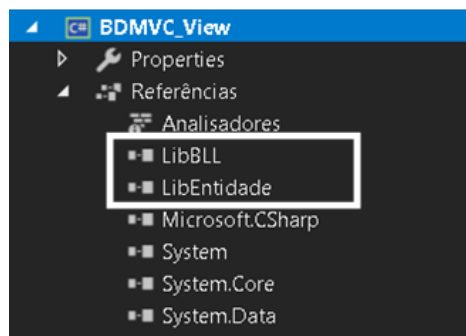 C# BDMVC_View
Properties
Referências
Analisadores
LibBLL
LibEntidade
Microsoft.CSharp
System
System.Core
System.Data